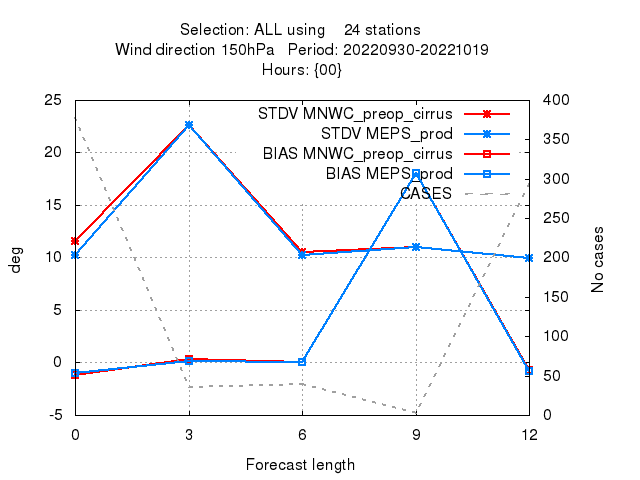 Selection: ALL using 24 stations
Wind direction 150hPa Period: 20220930-20221019
Hours: {00}
25 400
STDV MNWC_preop_cirrus
350
STDV MEPS_prod
20 BIAS MNWC_preop_cirrus
300
BIAS MEPS_prod
CASES
15 250
deg 10 200 No cases
150
5
100
0 50
-5 0
0 3 6 9 12
Forecast length